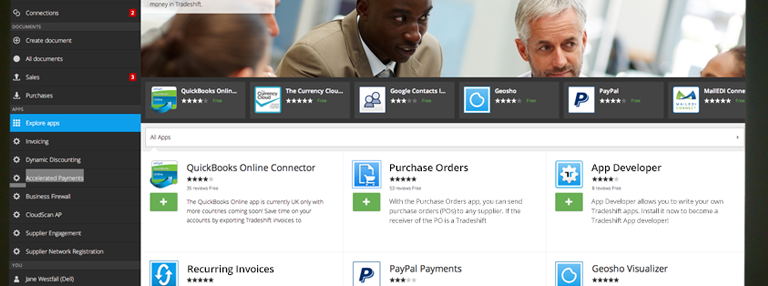 money in Tradeshift.
Connections 2
DOCUMENTS
Create document
All documents
Sales 3
Purchases
APPS
Explore apps
Invoicing
Dynamic Discounting
Accelerated Payments
Business Firewall
CloudScan AP
Supplier Engagement
Supplier Network Registration
YOU
Jane Westfall (Dell)
QuickBooks Onlin...
Free
The Currency Clou...
Free
Google Contacts I...
Free
Geosho
Free
PayPal
Free
MailEDI Conne
Free
All Apps
QuickBooks Online Connector
35 reviews Free
The QuickBooks Online app is currently UK only with
more countries coming soon! Save time on your
accounts by exporting Tradeshift invoices to
Purchase Orders
53 reviews Free
With the Purchase Orders app, you can send
purchase orders (POs) to any supplier. If the
receiver of the PO is a Tradeshift
App Developer
8 reviews Free
App Developer allows you to write your own
Tradeshift apps. Install it now to become a
Tradeshift App developer!
Recurring Invoices
PayPal Payments
Geosho Visualizer